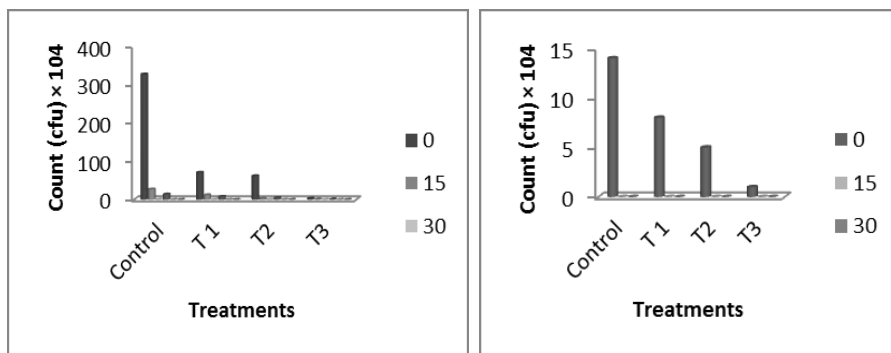 400
300
200
100
0
Count (cfu) × 104
Control
T 1
T2
T3
Treatments
0
15
30
15
10
5
0
Count (cfu) × 104
Control
T 1
T2
T3
Treatments
0
15
30